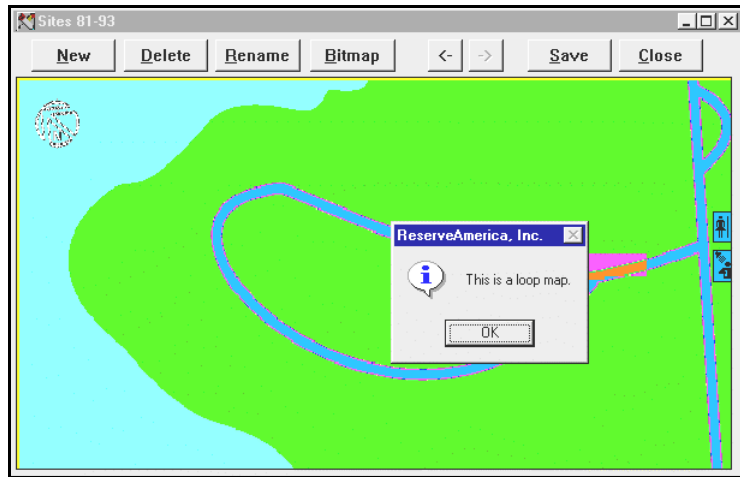 Sites 81-93
New Delete Rename Bitmap <- -> Save Close
ReserveAmerica, Inc.
This is a loop map.
OK